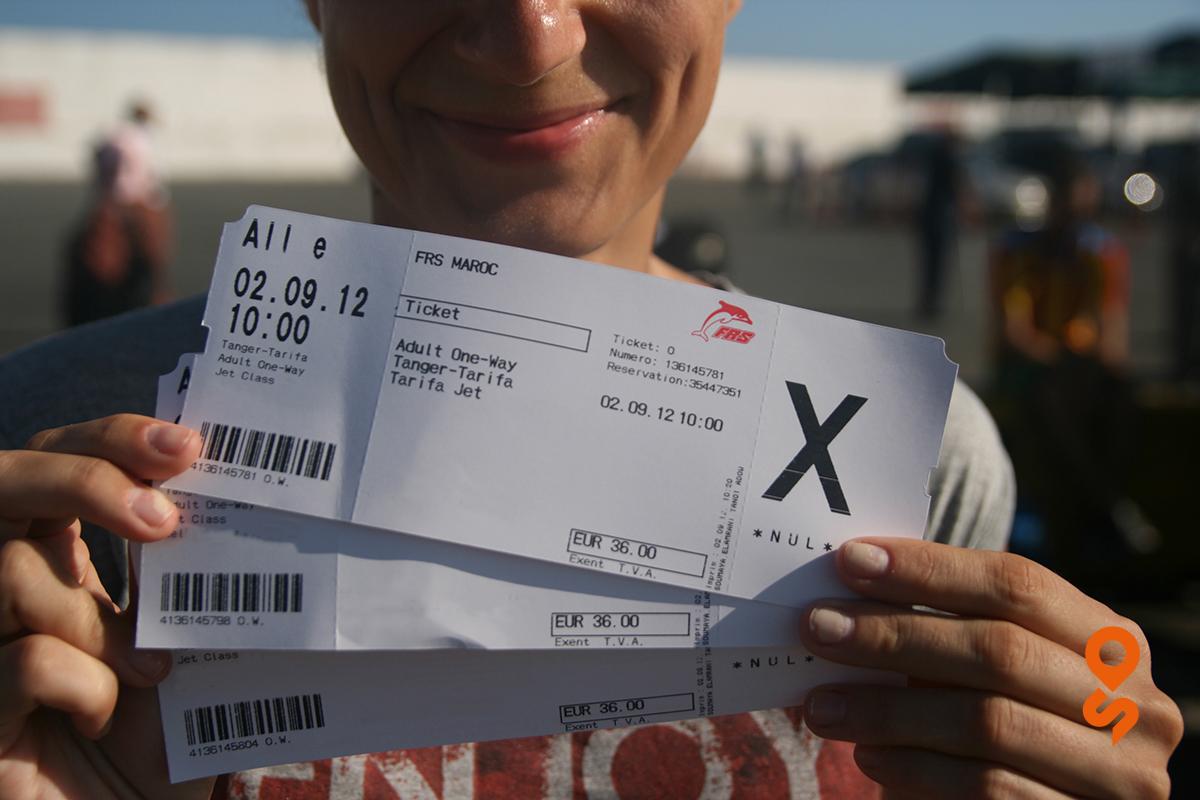 All e
02.09.12
10:00
Tanger-Tarifa
Adult One-Way
Jet Class
4136145781 O.W.
FRS MAROC
Ticket
Adult One-Way
Tanger-Tarifa
Tarifa Jet
Ticket: 0
Numero: 136145781
Reservation:35447351
02.09.12 10:00
FRS
EUR 36.00
Exent T.V.A.
X
*NUL*
A
Class
4136145798 O.W.
EUR 36.00
Exent T.V.A.
Jet Class
4136145804 O.W.
EUR 36.00
Exent T.V.A.
*NUL*
ENJOY